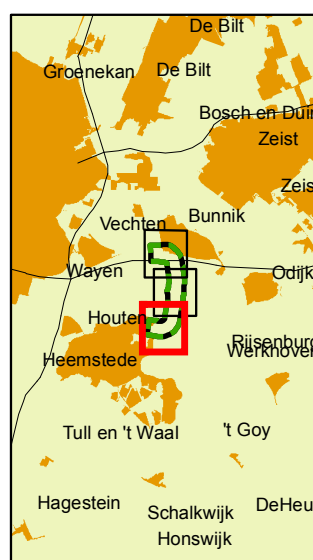 De Bilt
Groenekan
De Bilt
Bosch en Duin
Zeist
Zeis
Vechten
Bunnik
Wayen
Odijk
Houten
Rijsenburg
Heemstede
Werkhoven
Tull en 't Waal
't Goy
Hagestein
Schalkwijk
DeHeu
Honswijk